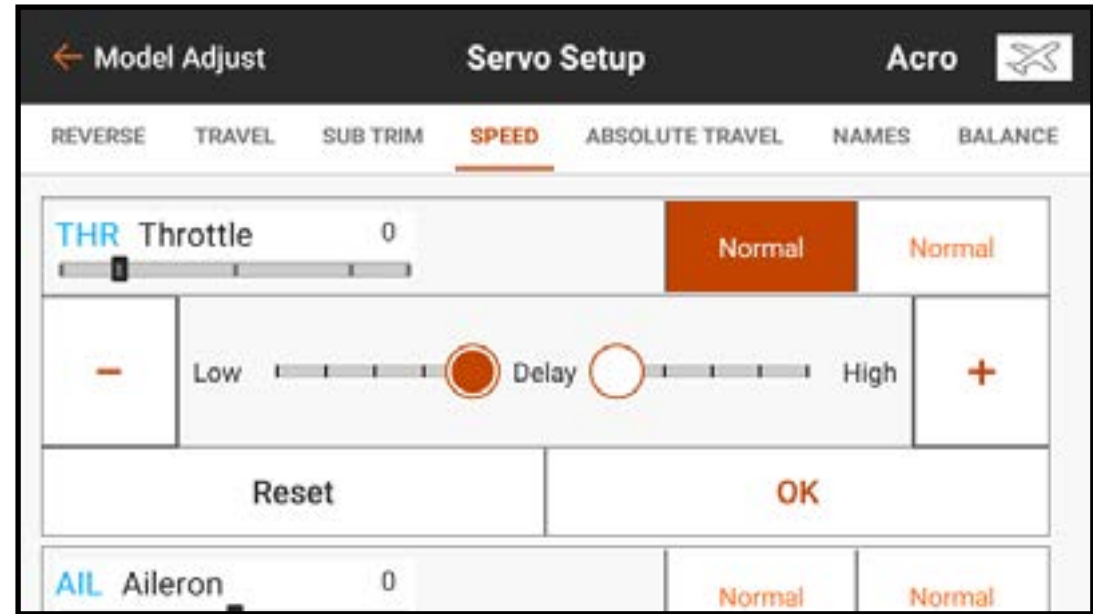 ← Model Adjust Servo Setup Acro
REVERSE TRAVEL SUB TRIM SPEED ABSOLUTE TRAVEL NAMES BALANCE
THR Throttle 0 Normal Normal
− Low Delay High +
Reset OK
AIL Aileron 0 Normal Normal